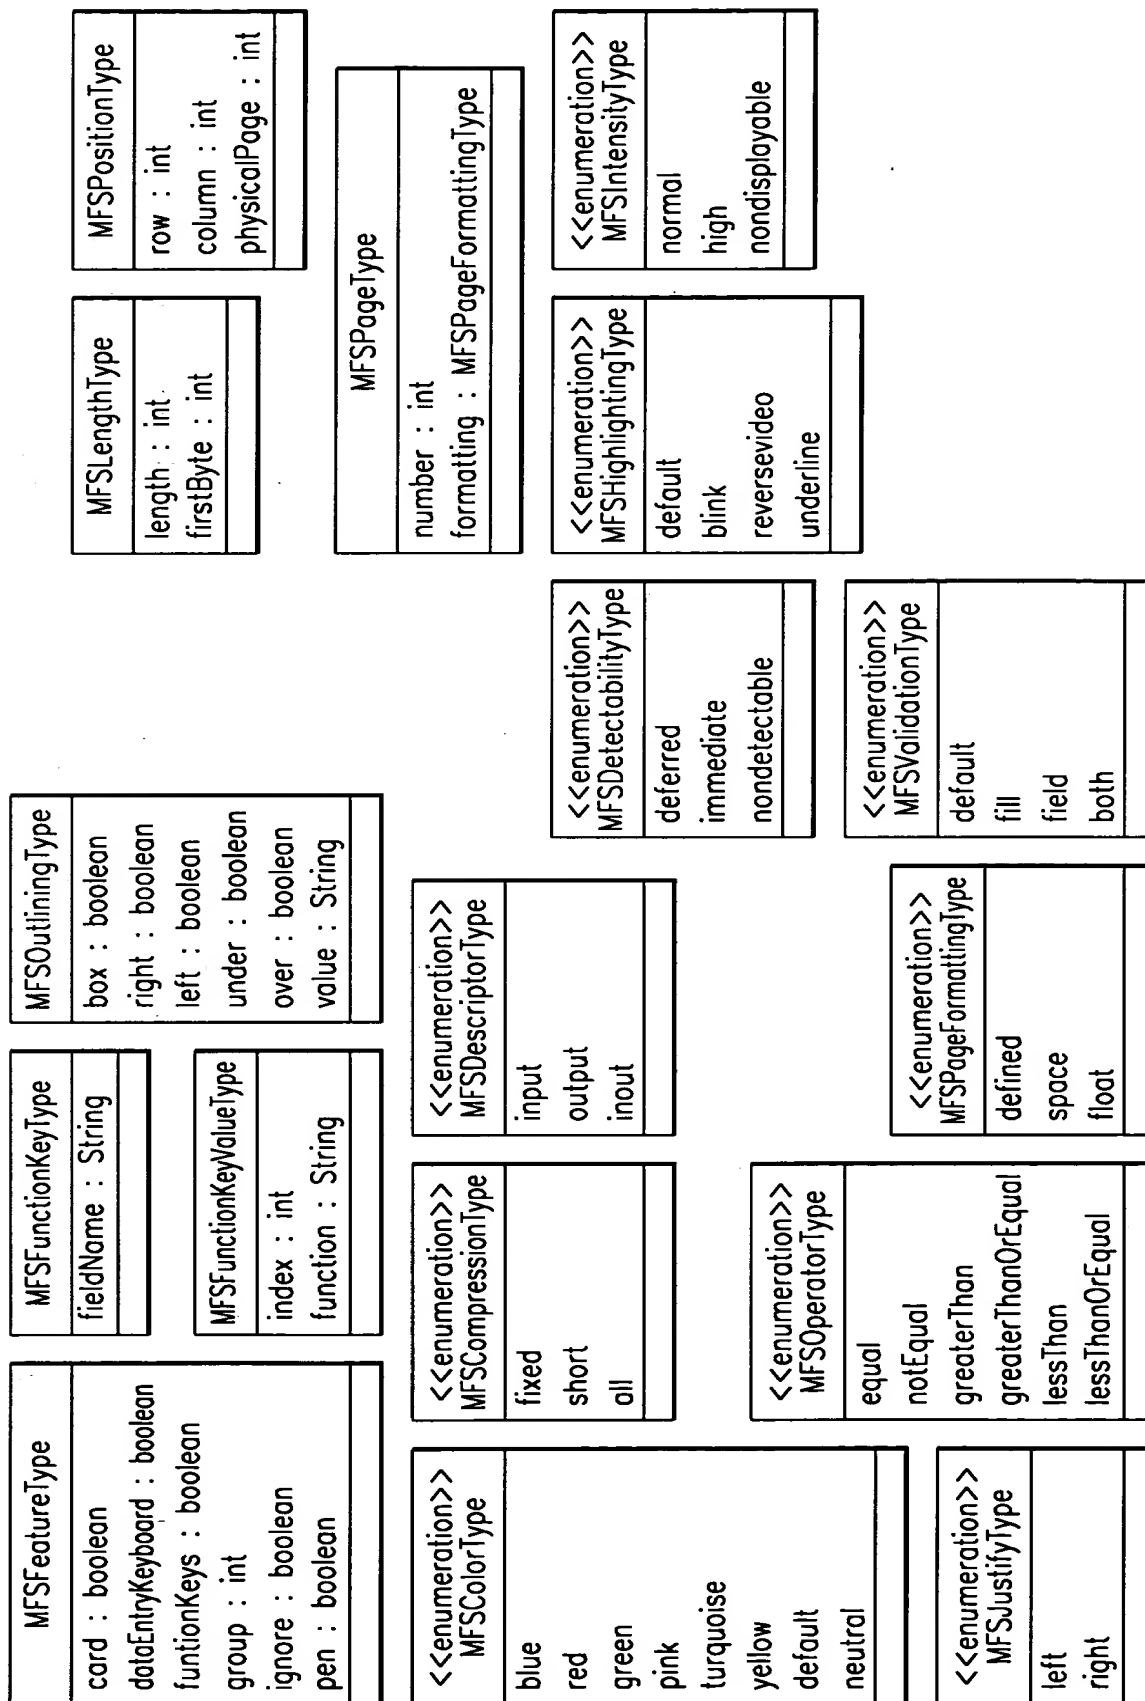 MFSFeatureType
card : boolean
dataEntryKeyboard : boolean
funtionKeys : boolean
group : int
ignore : boolean
pen : boolean
MFSFunctionKeyType
fieldName : String
MFSFunctionKeyValueType
index : int
function : String
MFSOutliningType
box : boolean
right : boolean
left : boolean
under : boolean
over : boolean
value : String
MFSLengthType
length : int
firstByte : int
MFSPositionType
row : int
column : int
physicalPage : int
MFSPageType
number : int
formatting : MFSPageFormattingType
<<enumeration>>
MFSColorType
blue
red
green
pink
turquoise
yellow
default
neutral
<<enumeration>>
MFSCompressionType
fixed
short
all
<<enumeration>>
MFSDescriptorType
input
output
inout
<<enumeration>>
MFSDetectabilityType
deferred
immediate
nondetectable
<<enumeration>>
MFSHighlightingType
default
blink
reversevideo
underline
<<enumeration>>
MFSIntensityType
normal
high
nondisplayable
<<enumeration>>
MFSJustifyType
left
right
<<enumeration>>
MFSOperatorType
equal
notEqual
greaterThan
greaterThanOrEqual
lessThan
lessThanOrEqual
<<enumeration>>
MFSPageFormattingType
defined
space
float
<<enumeration>>
MFSValidationType
default
fill
field
both